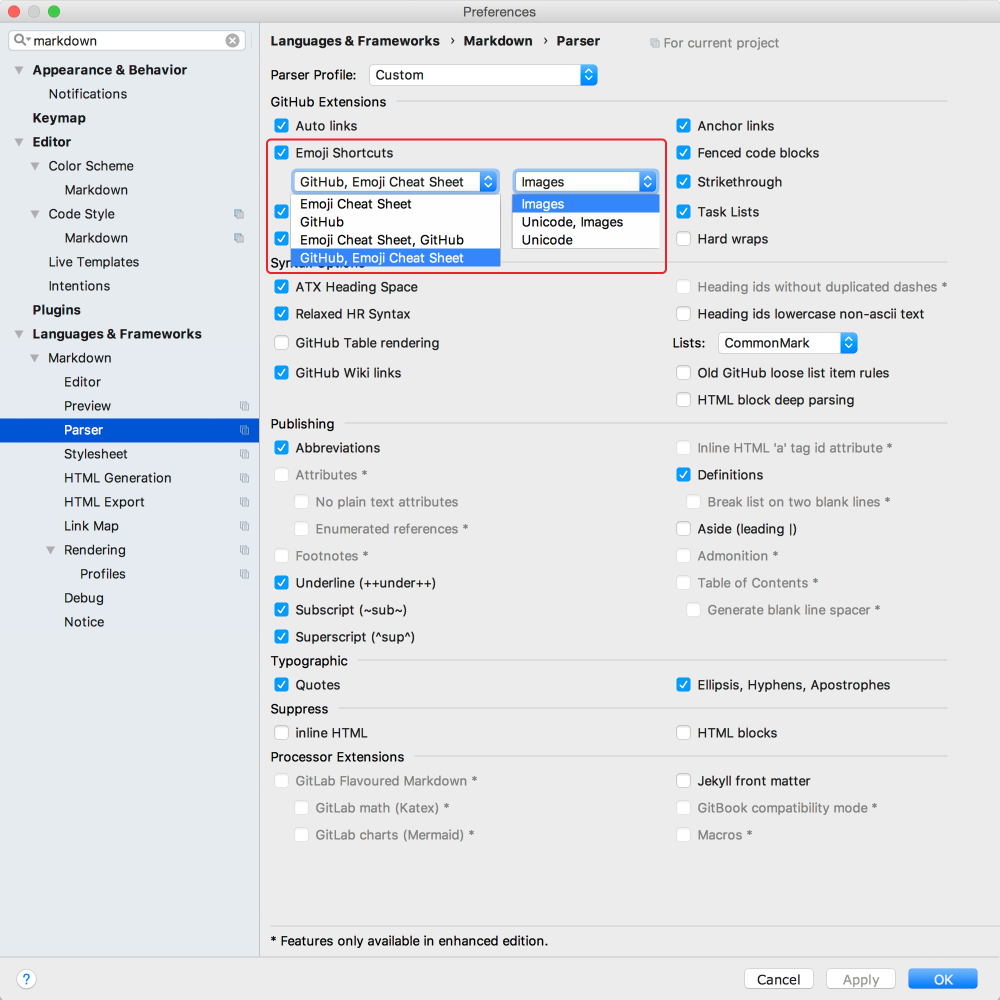 Preferences
markdown
Appearance & Behavior
Notifications
Keymap
Editor
Color Scheme
Markdown
Code Style
Markdown
Live Templates
Intentions
Plugins
Languages & Frameworks
Markdown
Editor
Preview
Parser
Stylesheet
HTML Generation
HTML Export
Link Map
Rendering
Profiles
Debug
Notice
Languages & Frameworks › Markdown › Parser
For current project
Parser Profile: Custom
GitHub Extensions
Auto links
Anchor links
Emoji Shortcuts
Fenced code blocks
GitHub, Emoji Cheat Sheet
Images
Strikethrough
Emoji Cheat Sheet
GitHub
Emoji Cheat Sheet, GitHub
GitHub, Emoji Cheat Sheet
Images
Unicode, Images
Unicode
Task Lists
Hard wraps
Syntax Options
ATX Heading Space
Heading ids without duplicated dashes *
Relaxed HR Syntax
Heading ids lowercase non-ascii text
GitHub Table rendering
Lists: CommonMark
GitHub Wiki links
Old GitHub loose list item rules
HTML block deep parsing
Publishing
Abbreviations
Inline HTML 'a' tag id attribute *
Attributes *
Definitions
No plain text attributes
Break list on two blank lines *
Enumerated references *
Aside (leading |)
Footnotes *
Admonition *
Underline (++under++)
Table of Contents *
Subscript (~sub~)
Generate blank line spacer *
Superscript (^sup^)
Typographic
Quotes
Ellipsis, Hyphens, Apostrophes
Suppress
inline HTML
HTML blocks
Processor Extensions
GitLab Flavoured Markdown *
Jekyll front matter
GitLab math (Katex) *
GitBook compatibility mode *
GitLab charts (Mermaid) *
Macros *
* Features only available in enhanced edition.
?
Cancel
Apply
OK